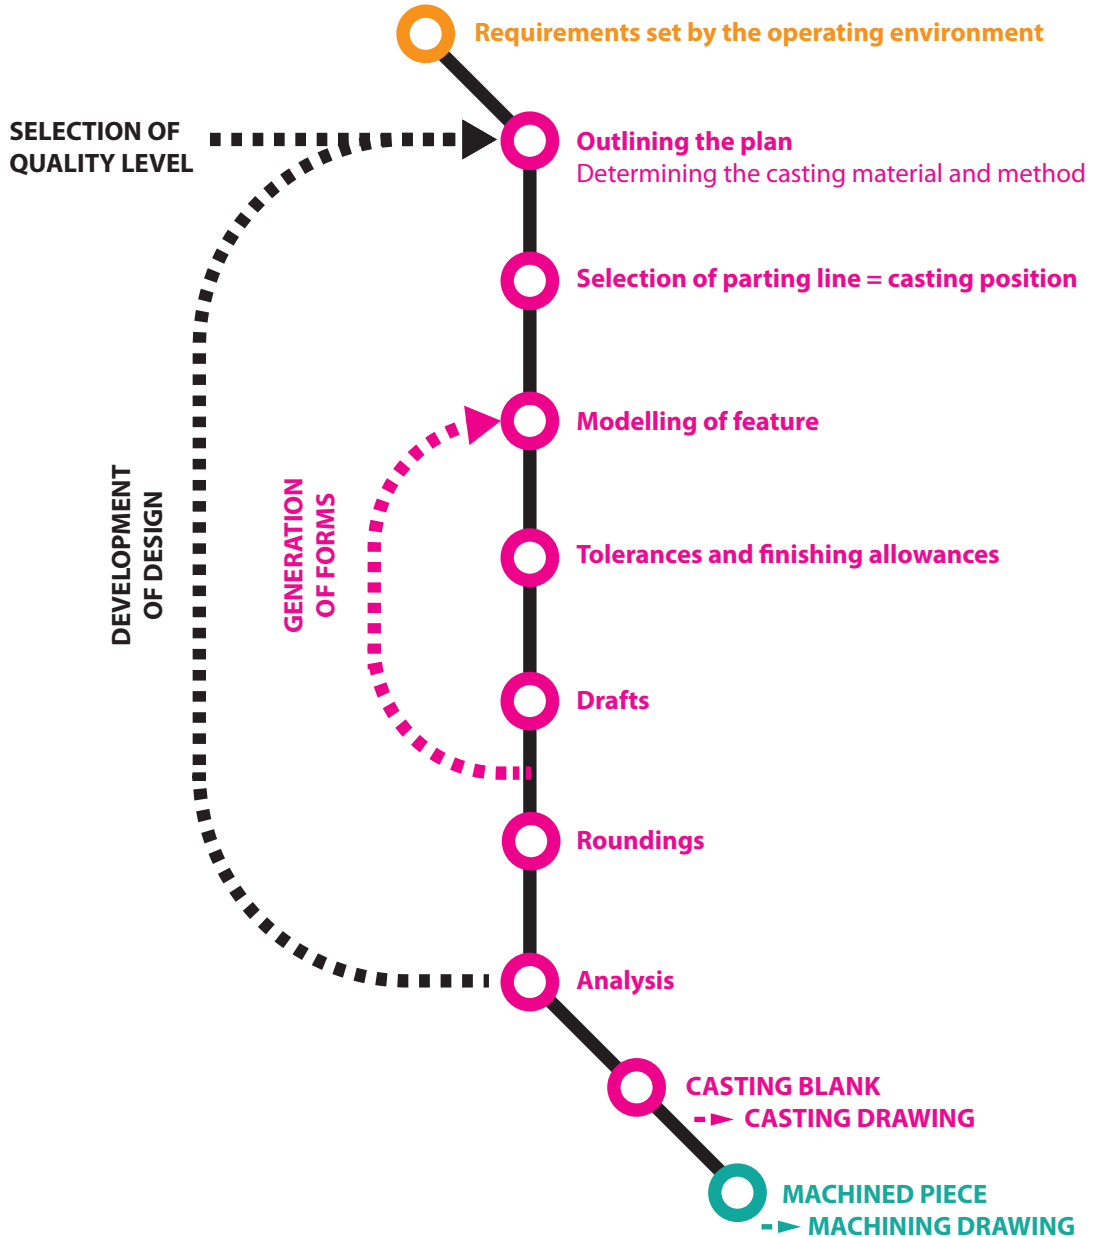 Requirements set by the operating environment
SELECTION OF
QUALITY LEVEL
Outlining the plan
Determining the casting material and method
Selection of parting line = casting position
Modelling of feature
DEVELOPMENT
OF DESIGN
GENERATION
OF FORMS
Tolerances and finishing allowances
Drafts
Roundings
Analysis
CASTING BLANK
CASTING DRAWING
MACHINED PIECE
MACHINING DRAWING